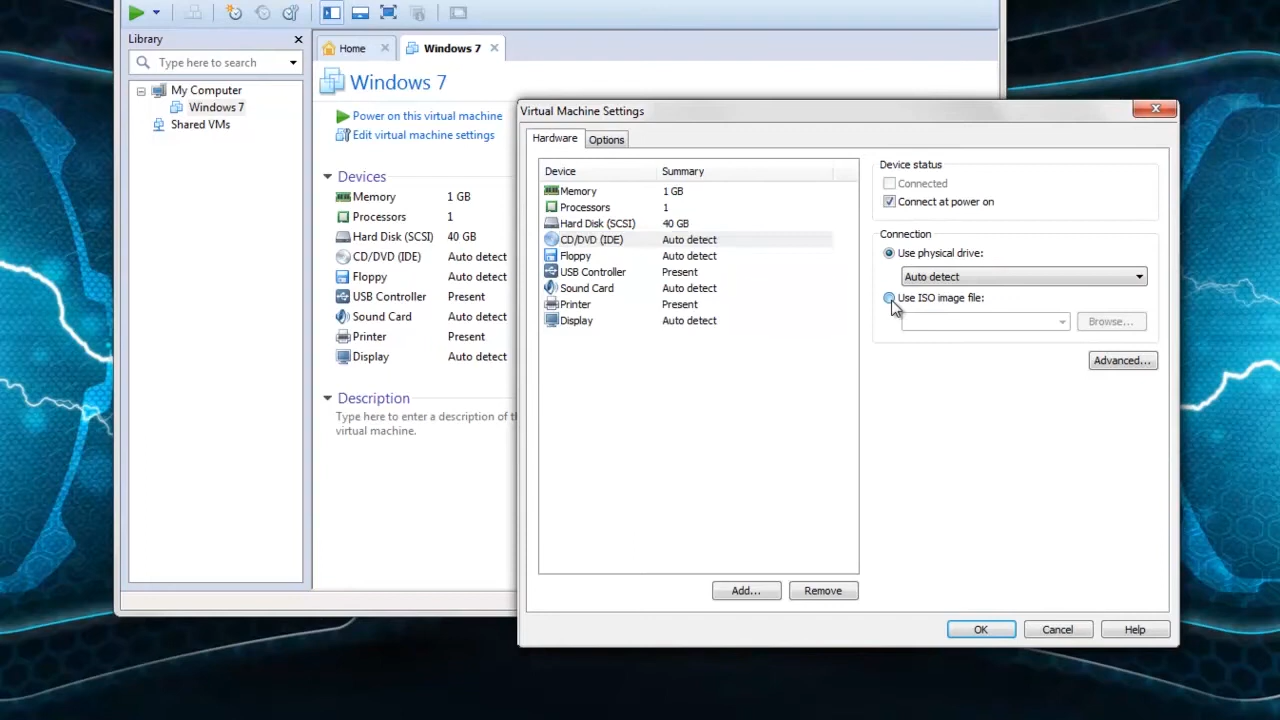 Library
Type here to search
My Computer
Windows 7
Shared VMs
Home
Windows 7
Windows 7
Power on this virtual machine
Edit virtual machine settings
Devices
Memory 1 GB
Processors 1
Hard Disk (SCSI) 40 GB
CD/DVD (IDE) Auto detect
Floppy Auto detect
USB Controller Present
Sound Card Auto detect
Printer Present
Display Auto detect
Description
Type here to enter a description of
virtual machine.
Virtual Machine Settings
Hardware Options
Device Summary
Memory 1 GB
Processors 1
Hard Disk (SCSI) 40 GB
CD/DVD (IDE) Auto detect
Floppy Auto detect
USB Controller Present
Sound Card Auto detect
Printer Present
Display Auto detect
Add... Remove
Device status
Connected
Connect at power on
Connection
Use physical drive:
Auto detect
Use ISO image file:
Browse...
Advanced...
OK Cancel Help